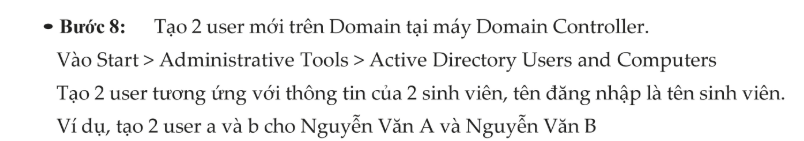 • Bước 8: Tạo 2 user mới trên Domain tại máy Domain Controller.
Vào Start > Administrative Tools > Active Directory Users and Computers
Tạo 2 user tương ứng với thông tin của 2 sinh viên, tên đăng nhập là tên sinh viên.
Ví dụ, tạo 2 user a và b cho Nguyễn Văn A và Nguyễn Văn B